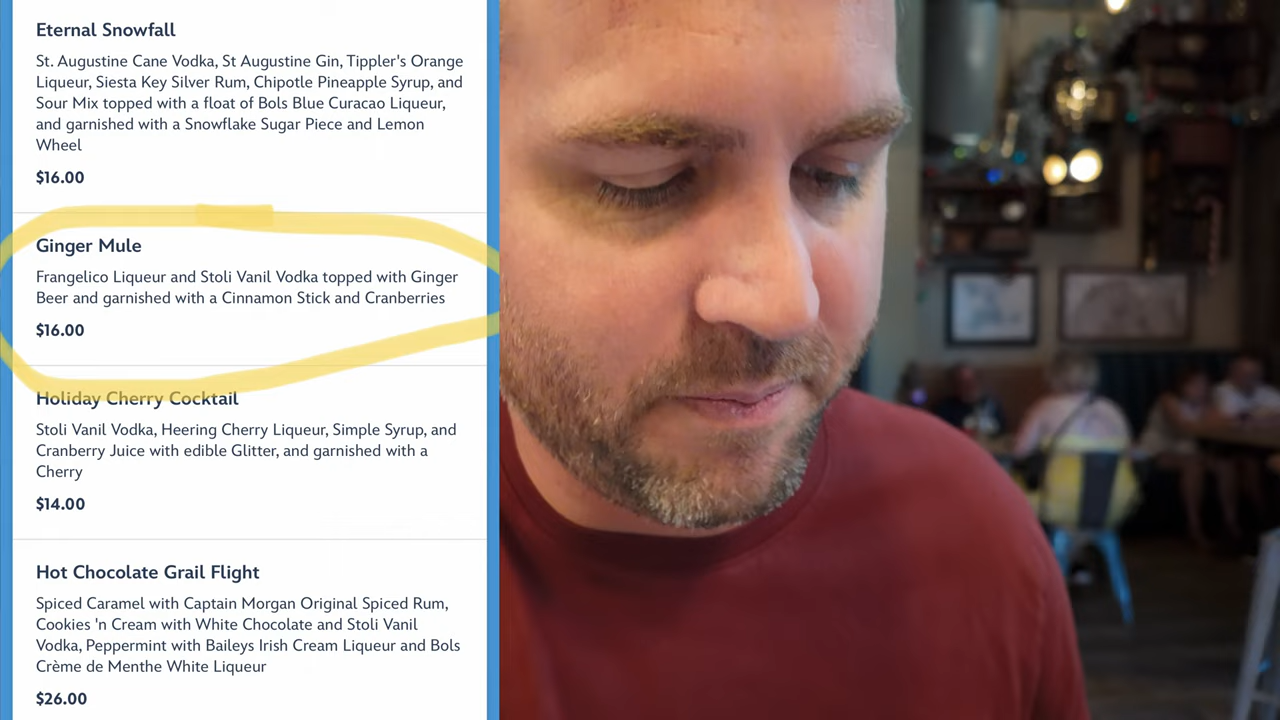 Eternal Snowfall
St. Augustine Cane Vodka, St Augustine Gin, Tippler's Orange
Liqueur, Siesta Key Silver Rum, Chipotle Pineapple Syrup, and
Sour Mix topped with a float of Bols Blue Curacao Liqueur,
and garnished with a Snowflake Sugar Piece and Lemon
Wheel
$16.00
Ginger Mule
Frangelico Liqueur and Stoli Vanil Vodka topped with Ginger
Beer and garnished with a Cinnamon Stick and Cranberries
$16.00
Holiday Cherry Cocktail
Stoli Vanil Vodka, Heering Cherry Liqueur, Simple Syrup, and
Cranberry Juice with edible Glitter, and garnished with a
Cherry
$14.00
Hot Chocolate Grail Flight
Spiced Caramel with Captain Morgan Original Spiced Rum,
Cookies 'n Cream with White Chocolate and Stoli Vanil
Vodka, Peppermint with Baileys Irish Cream Liqueur and Bols
Crème de Menthe White Liqueur
$26.00